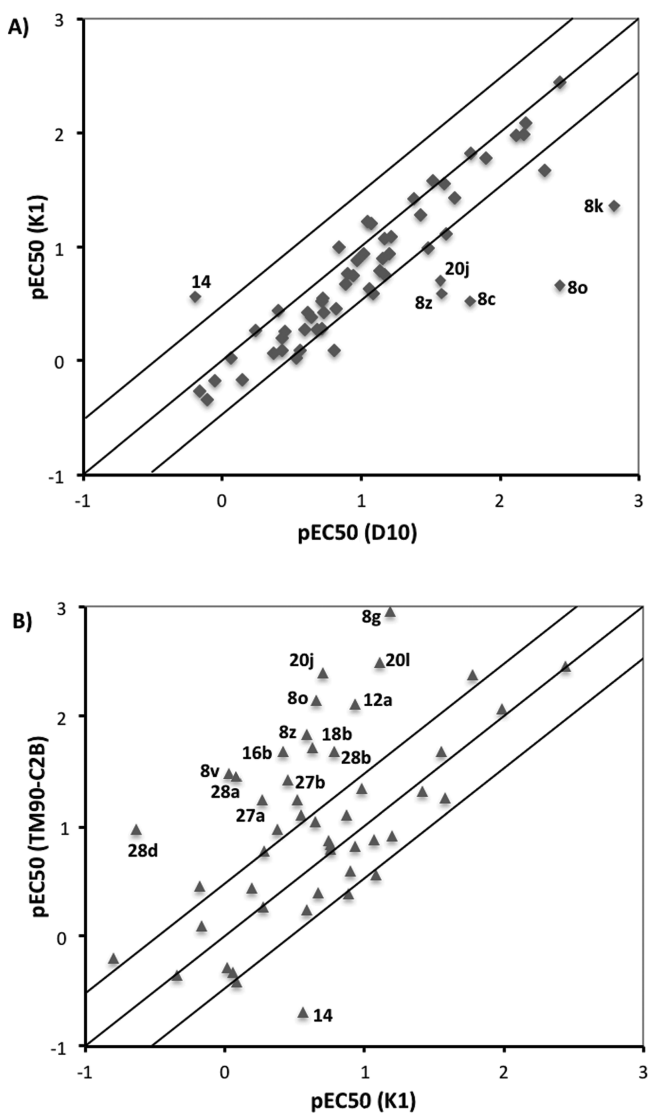 A)
3
2
1
0
-1
pEC50 (K1)
14
8k
20j
8o
8z
8c
-1 0 1 2 3
pEC50 (D10)
B)
3
2
1
0
-1
pEC50 (TM90-C2B)
8g
20j
20l
8o
12a
8z
18b
16b
28b
8v
28a
27b
27a
28d
14
-1 0 1 2 3
pEC50 (K1)